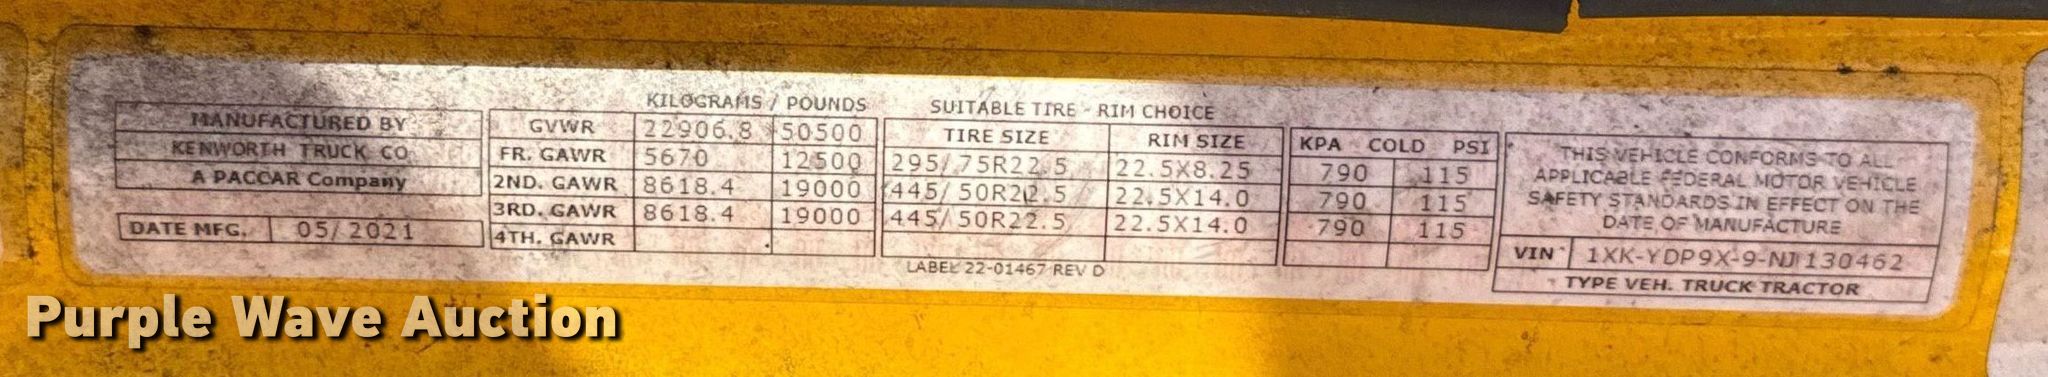 MANUFACTURED BY
KENWORTH TRUCK CO
A PACCAR Company
DATE MFG. 05/2021
KILOGRAMS / POUNDS
GVWR 22906.8 50500
FR. GAWR 5670 12500
2ND. GAWR 8618.4 19000
3RD. GAWR 8618.4 19000
4TH. GAWR
SUITABLE TIRE - RIM CHOICE
TIRE SIZE RIM SIZE
295/75R22.5 22.5X8.25
445/50R22.5 22.5X14.0
445/50R22.5 22.5X14.0
KPA COLD PSI
790 115
790 115
790 115
LABEL 22-01467 REV D
THIS VEHICLE CONFORMS TO ALL
APPLICABLE FEDERAL MOTOR VEHICLE
SAFETY STANDARDS IN EFFECT ON THE
DATE OF MANUFACTURE
VIN 1XK-YDP9X-9-NJ130462
TYPE VEH. TRUCK TRACTOR
Purple Wave Auction